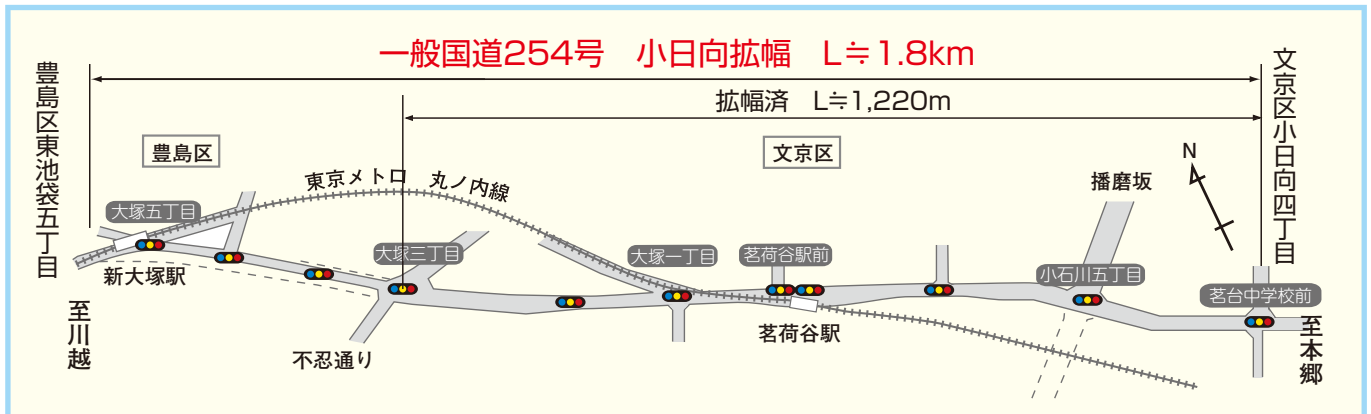 一般国道254号　小日向拡幅　L≒1.8km
拡幅済　L≒1,220m
豊島区東池袋五丁目
文京区小日向四丁目
豊島区
文京区
東京メトロ　丸ノ内線
播磨坂
N
大塚五丁目
大塚三丁目
大塚一丁目
茗荷谷駅前
小石川五丁目
茗台中学校前
新大塚駅
不忍通り
茗荷谷駅
至川越
至本郷